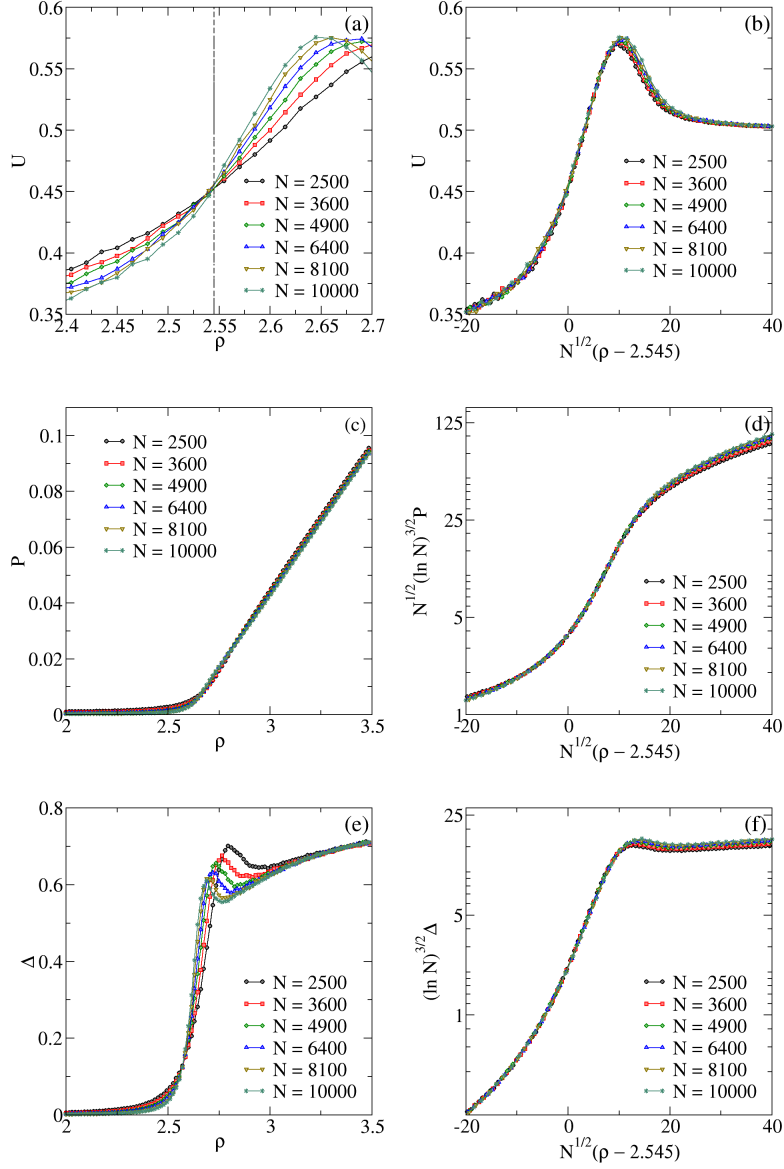 (a)
0.6
0.55
0.5
0.45
0.4
0.35
U
N = 2500
N = 3600
N = 4900
N = 6400
N = 8100
N = 10000
2.4
2.45
2.5
2.55
2.6
2.65
2.7
ρ
(b)
0.6
0.55
0.5
0.45
0.4
0.35
U
N = 2500
N = 3600
N = 4900
N = 6400
N = 8100
N = 10000
-20
0
20
40
N^{1/2}(ρ − 2.545)
(c)
0.1
0.08
0.06
0.04
0.02
0
P
N = 2500
N = 3600
N = 4900
N = 6400
N = 8100
N = 10000
2
2.5
3
3.5
ρ
(d)
125
25
5
1
N^{1/2}(ln N)^{3/2}P
N = 2500
N = 3600
N = 4900
N = 6400
N = 8100
N = 10000
-20
0
20
40
N^{1/2}(ρ − 2.545)
(e)
0.8
0.6
0.4
0.2
0
Δ
N = 2500
N = 3600
N = 4900
N = 6400
N = 8100
N = 10000
2
2.5
3
3.5
ρ
(f)
25
5
1
(ln N)^{3/2}Δ
N = 2500
N = 3600
N = 4900
N = 6400
N = 8100
N = 10000
-20
0
20
40
N^{1/2}(ρ − 2.545)